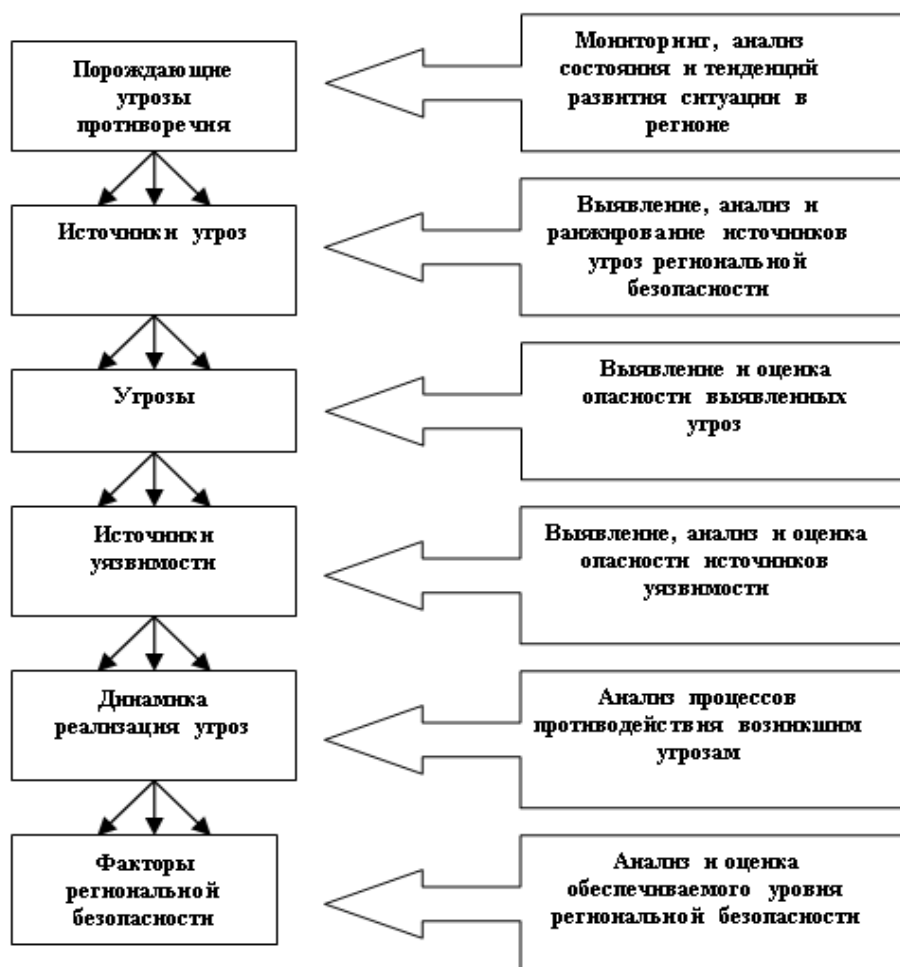 Порождающие
угрозы
противоречия
Мониторинг, анализ
состояния и тенденций
развития ситуации в
регионе
Источники угроз
Выявление, анализ и
ранжирование источников
угроз региональной
безопасности
Угрозы
Выявление и оценка
опасности выявленных
угроз
Источники
уязвимости
Выявление, анализ и оценка
опасности источников
уязвимости
Динамика
реализация угроз
Анализ процессов
противодействия возникшим
угрозам
Факторы
региональной
безопасности
Анализ и оценка
обеспечиваемого уровня
региональной безопасности